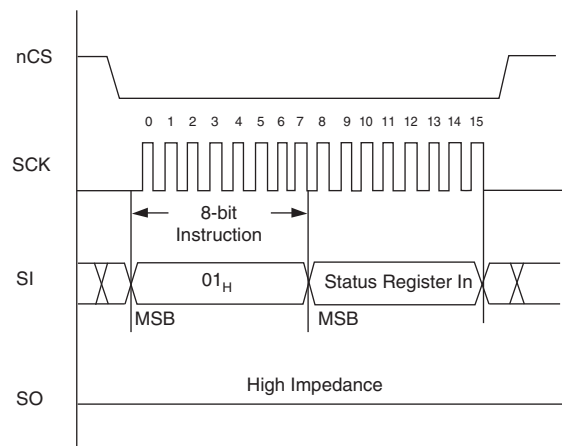 nCS
0 1 2 3 4 5 6 7 8 9 10 11 12 13 14 15
SCK
8-bit
Instruction
SI
01H
Status Register In
MSB
MSB
High Impedance
SO